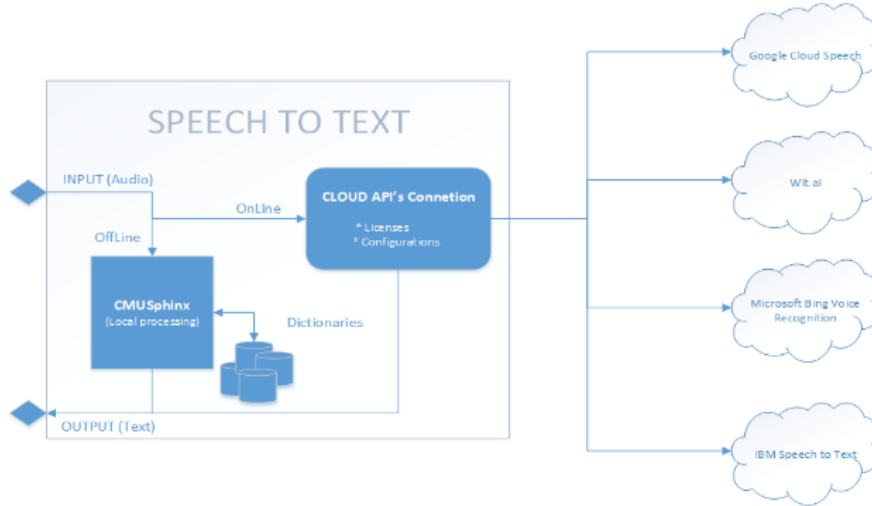 SPEECH TO TEXT
INPUT (Audio)
OnLine
OffLine
CLOUD API's Connetion
* Licenses
* Configurations
CMUSphinx
(Local processing)
Dictionaries
OUTPUT (Text)
Google Cloud Speech
Wit.ai
Microsoft Bing Voice
Recognition
IBM Speech to Text